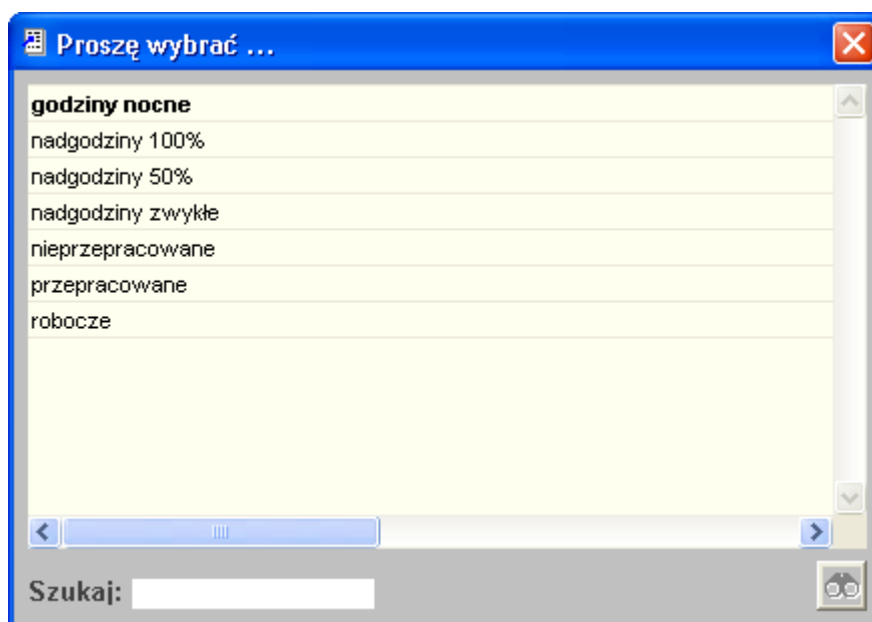 Proszę wybrać ...
godziny nocne
nadgodziny 100%
nadgodziny 50%
nadgodziny zwykłe
nieprzepracowane
przepracowane
robocze
Szukaj: